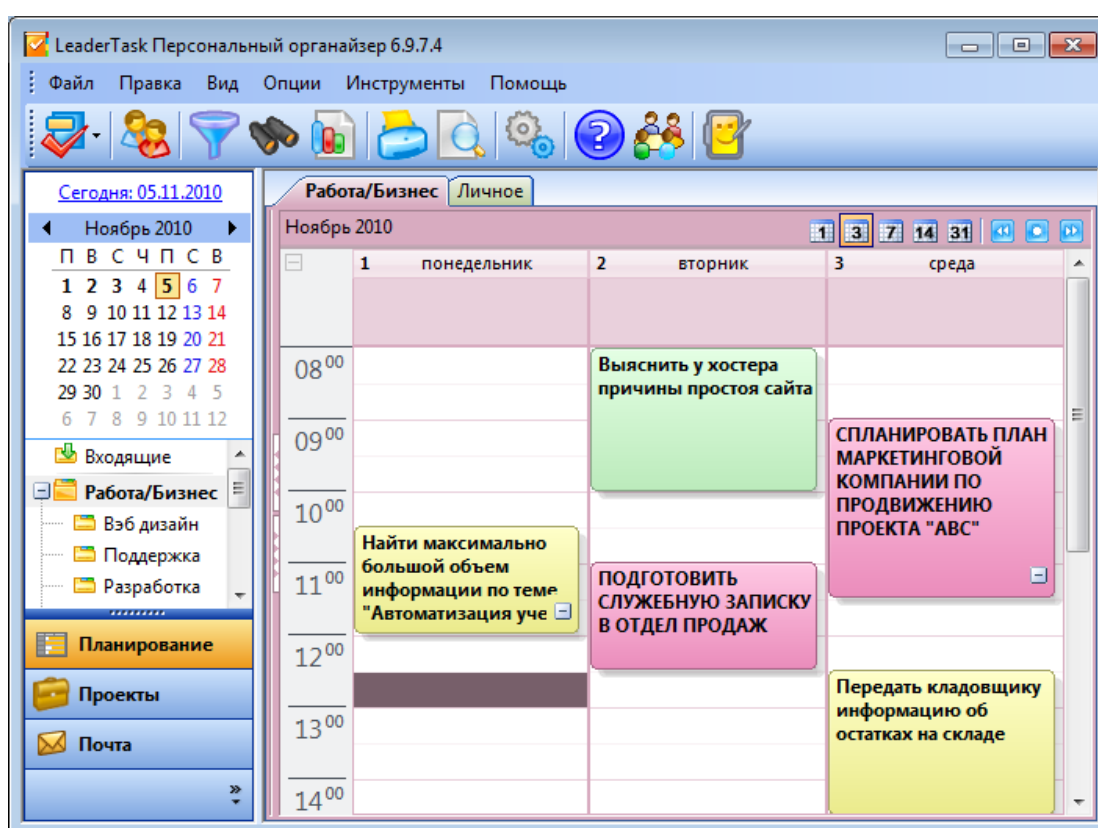 LeaderTask Персональный органайзер 6.9.7.4
Файл Правка Вид Опции Инструменты Помощь
Сегодня: 05.11.2010
Ноябрь 2010
П В С Ч П С В
1 2 3 4 5 6 7
8 9 10 11 12 13 14
15 16 17 18 19 20 21
22 23 24 25 26 27 28
29 30 1 2 3 4 5
6 7 8 9 10 11 12
Входящие
Работа/Бизнес
Вэб дизайн
Поддержка
Разработка
Планирование
Проекты
Почта
Работа/Бизнес Личное
Ноябрь 2010 1 3 7 14 31
1 понедельник 2 вторник 3 среда
08 00
09 00
10 00
11 00
12 00
13 00
14 00
Найти максимально
большой объем
информации по теме
"Автоматизация уче
Выяснить у хостера
причины простоя сайта
ПОДГОТОВИТЬ
СЛУЖЕБНУЮ ЗАПИСКУ
В ОТДЕЛ ПРОДАЖ
СПЛАНИРОВАТЬ ПЛАН
МАРКЕТИНГОВОЙ
КОМПАНИИ ПО
ПРОДВИЖЕНИЮ
ПРОЕКТА "АВС"
Передать кладовщику
информацию об
остатках на складе